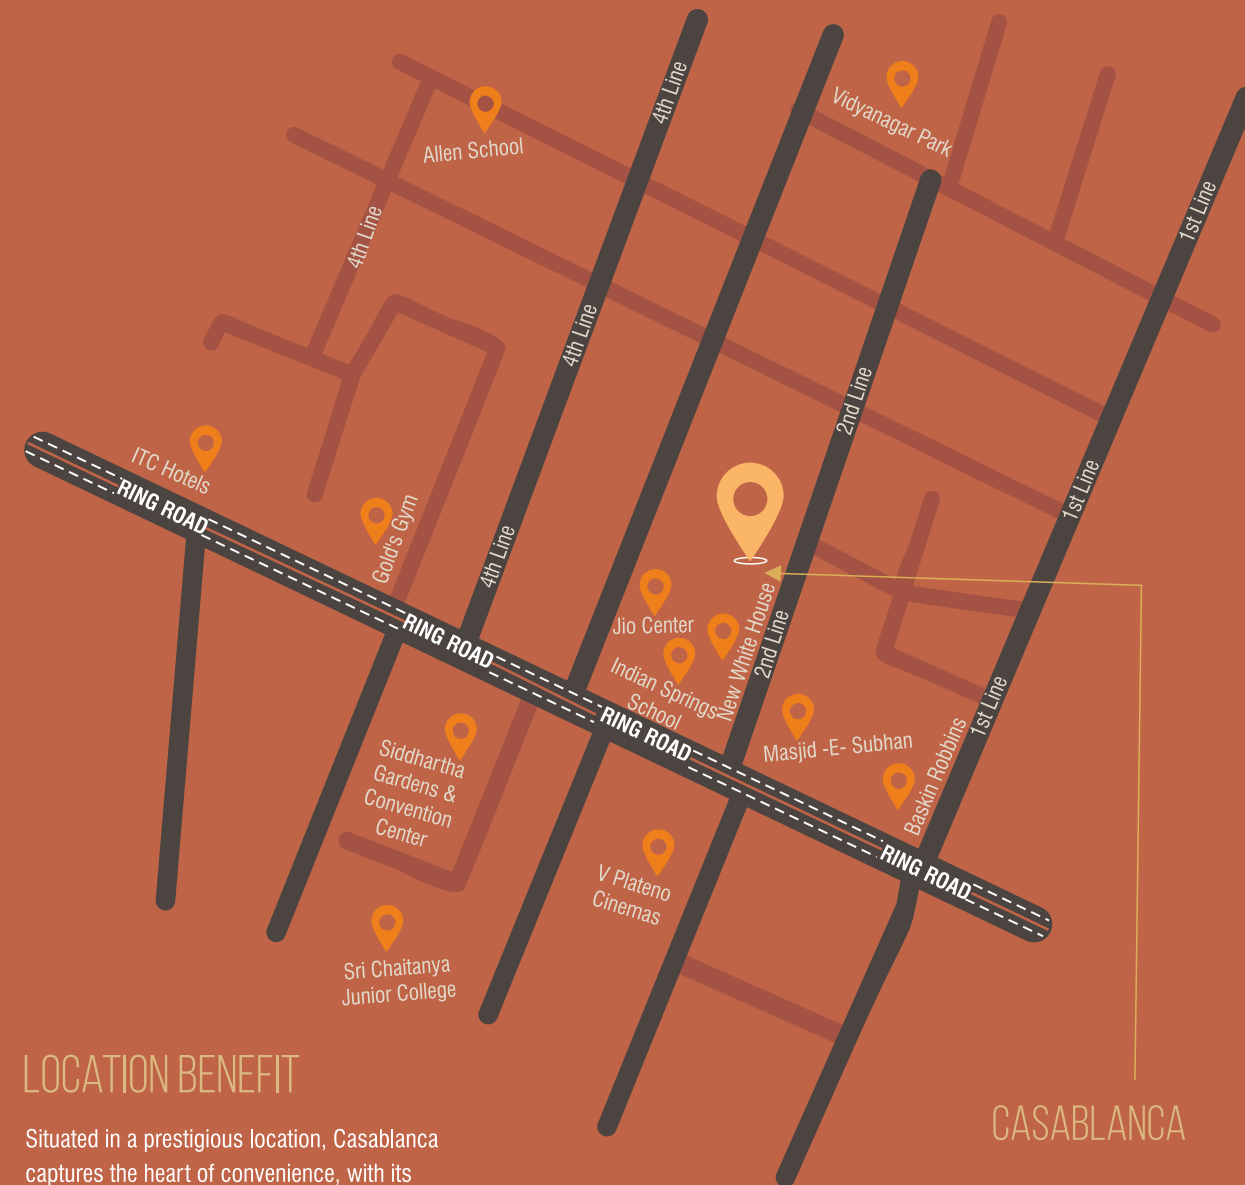 4th Line
Vidyanagar Park
Allen School
1st Line
4th Line
4th Line
2nd Line
ITC Hotels
RING ROAD
1st Line
Gold's Gym
4th Line
Jio Center
RING ROAD
New White House
2nd Line
Indian Springs
School
RING ROAD
1st Line
Masjid -E- Subhan
Baskin Robbins
Siddhartha
Gardens &
Convention
Center
RING ROAD
V Plateno
Cinemas
Sri Chaitanya
Junior College
LOCATION BENEFIT
CASABLANCA
Situated in a prestigious location, Casablanca
captures the heart of convenience, with its